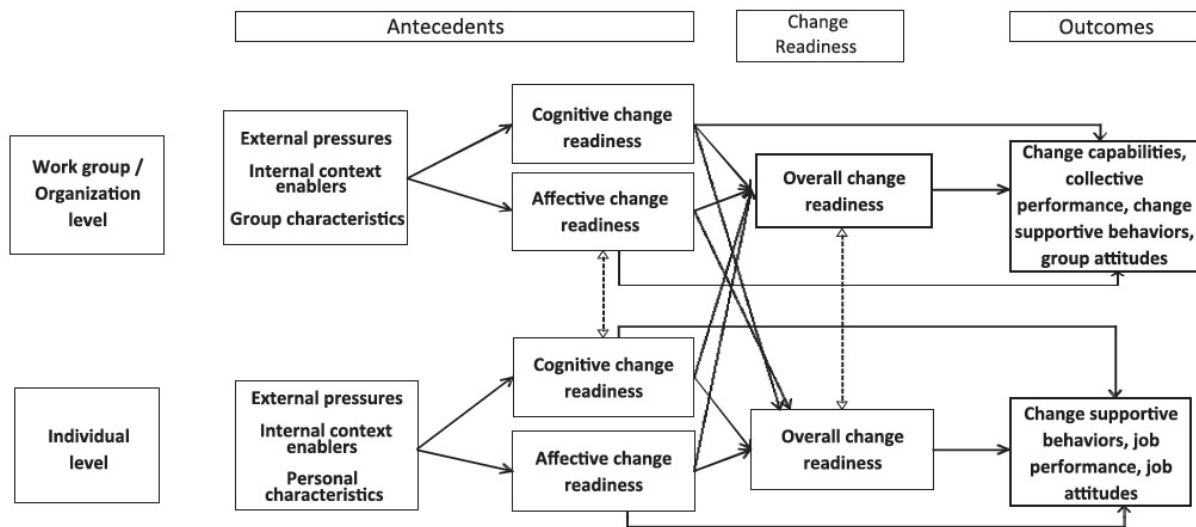 Antecedents
Change
Readiness
Outcomes
Work group /
Organization
level
External pressures
Internal context
enablers
Group characteristics
Cognitive change
readiness
Affective change
readiness
Overall change
readiness
Change capabilities,
collective
performance, change
supportive behaviors,
group attitudes
Individual
level
External pressures
Internal context
enablers
Personal
characteristics
Cognitive change
readiness
Affective change
readiness
Overall change
readiness
Change supportive
behaviors, job
performance, job
attitudes